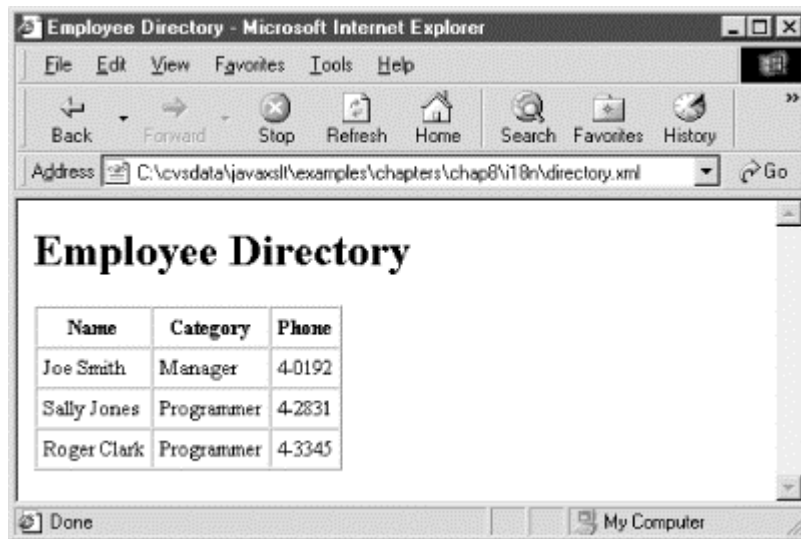 Employee Directory - Microsoft Internet Explorer
File Edit View Favorites Tools Help
Back Forward Stop Refresh Home Search Favorites History »
Address C:\cvsdata\javaxslt\examples\chapters\chap8\i18n\directory.xml Go
Employee Directory
Name Category Phone
Joe Smith Manager 4-0192
Sally Jones Programmer 4-2831
Roger Clark Programmer 4-3345
Done My Computer